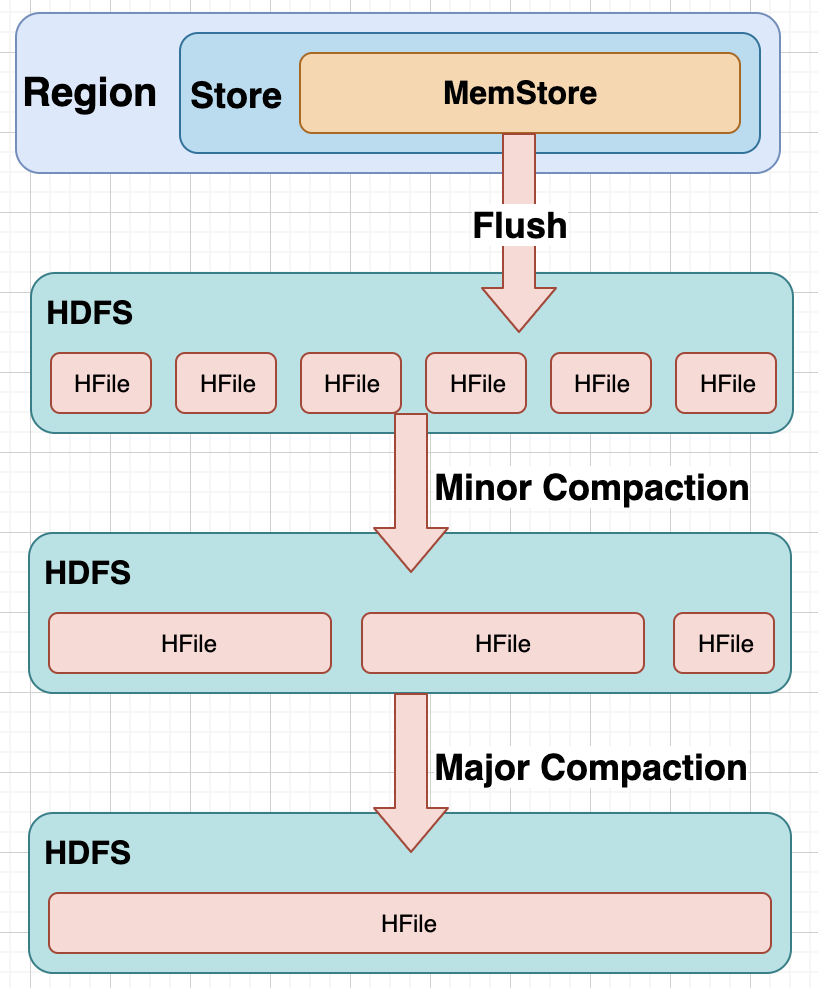 Region
Store
MemStore
Flush
HDFS
HFile
HFile
HFile
HFile
HFile
HFile
Minor Compaction
HDFS
HFile
HFile
HFile
Major Compaction
HDFS
HFile